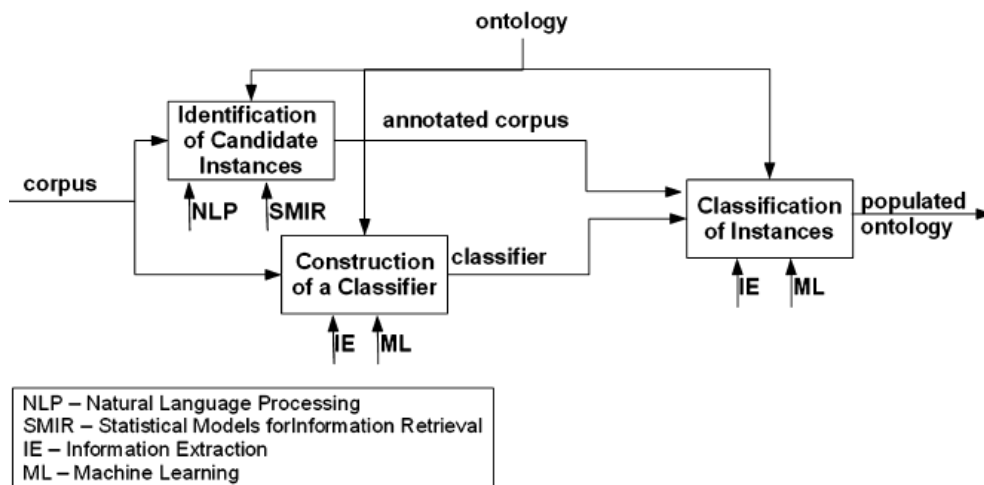 ontology
Identification
of Candidate
Instances
annotated corpus
corpus
NLP
SMIR
Classification
of Instances
populated
ontology
Construction
of a Classifier
classifier
IE
ML
IE
ML
NLP – Natural Language Processing
SMIR – Statistical Models forInformation Retrieval
IE – Information Extraction
ML – Machine Learning